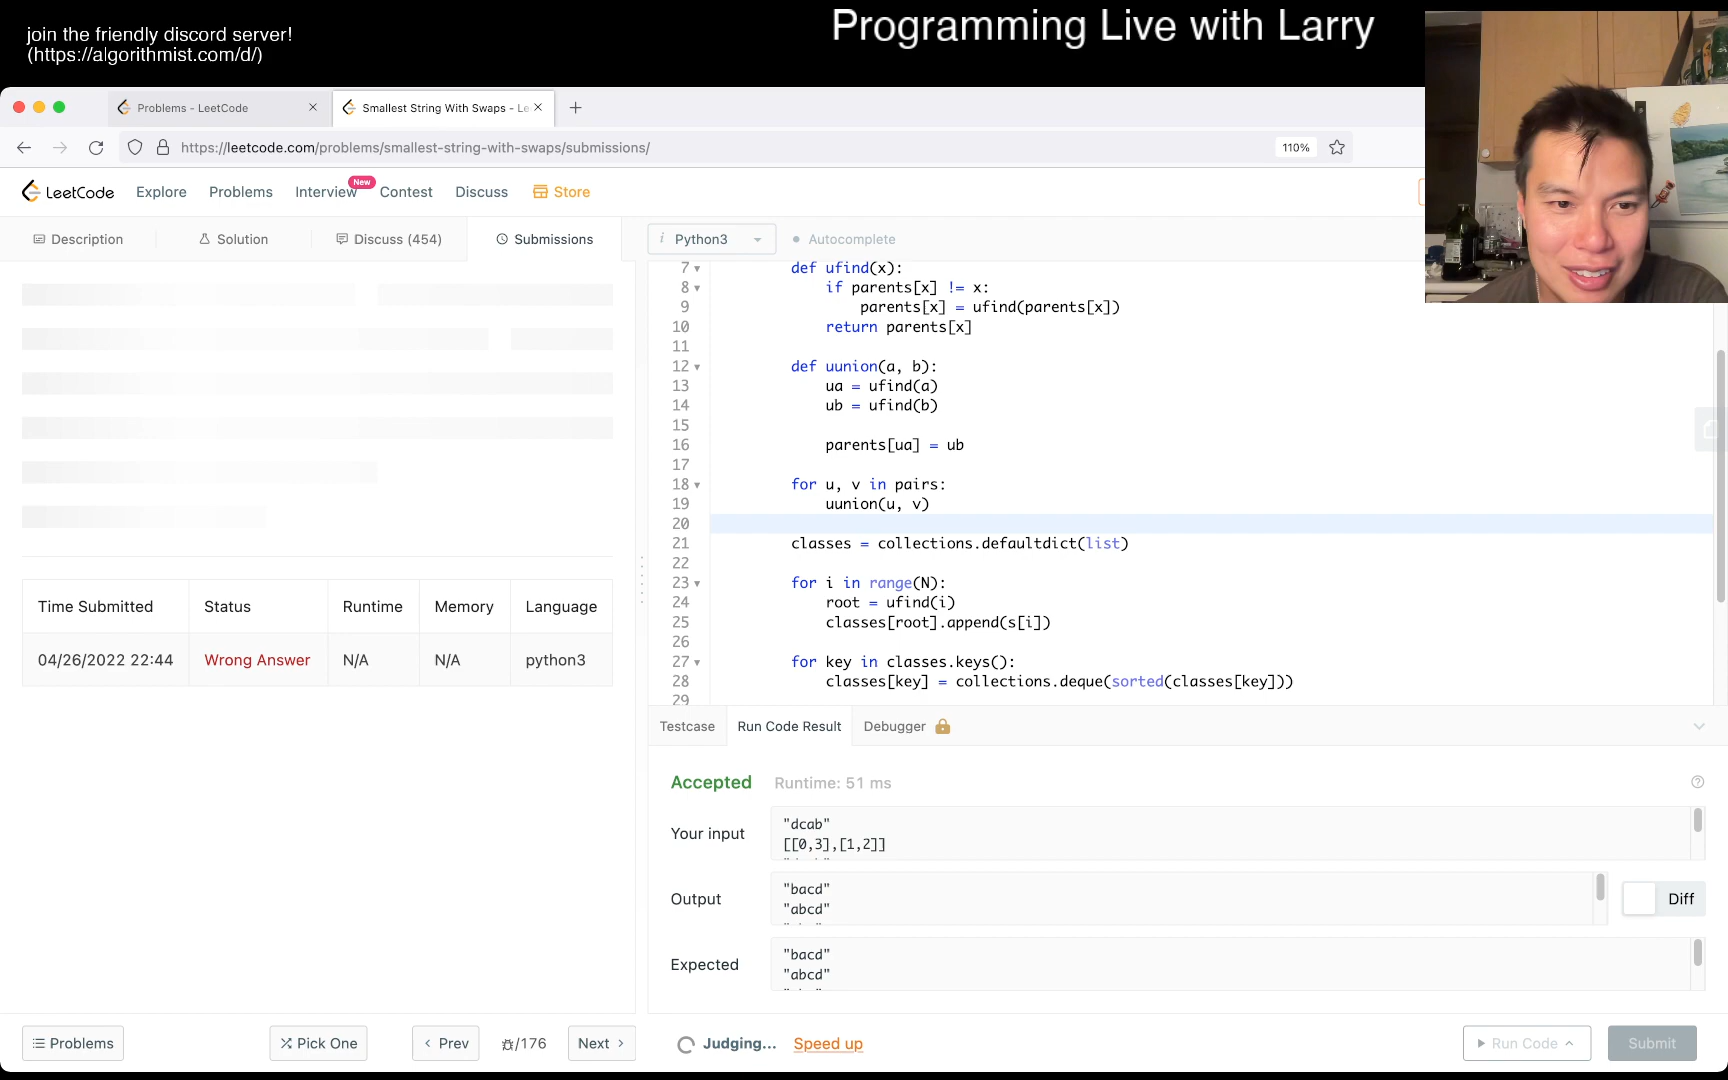 join the friendly discord server!
(https://algorithmist.com/d/)
Programming Live with Larry
Problems - LeetCode
Smallest String With Swaps - Le
https://leetcode.com/problems/smallest-string-with-swaps/submissions/
110%
LeetCode
Explore
Problems
Interview
New
Contest
Discuss
Store
Description
Solution
Discuss (454)
Submissions
i Python3
Autocomplete
7 def ufind(x):
8 if parents[x] != x:
9 parents[x] = ufind(parents[x])
10 return parents[x]
11
12 def uunion(a, b):
13 ua = ufind(a)
14 ub = ufind(b)
15
16 parents[ua] = ub
17
18 for u, v in pairs:
19 uunion(u, v)
20
21 classes = collections.defaultdict(list)
22
23 for i in range(N):
24 root = ufind(i)
25 classes[root].append(s[i])
26
27 for key in classes.keys():
28 classes[key] = collections.deque(sorted(classes[key]))
29
Time Submitted Status Runtime Memory Language
04/26/2022 22:44 Wrong Answer N/A N/A python3
Testcase Run Code Result Debugger
Accepted Runtime: 51 ms
Your input
"dcab"
[[0,3],[1,2]]
Output
"bacd"
"abcd"
Diff
Expected
"bacd"
"abcd"
Problems
Pick One
Prev
/176
Next
Judging...
Speed up
Run Code
Submit